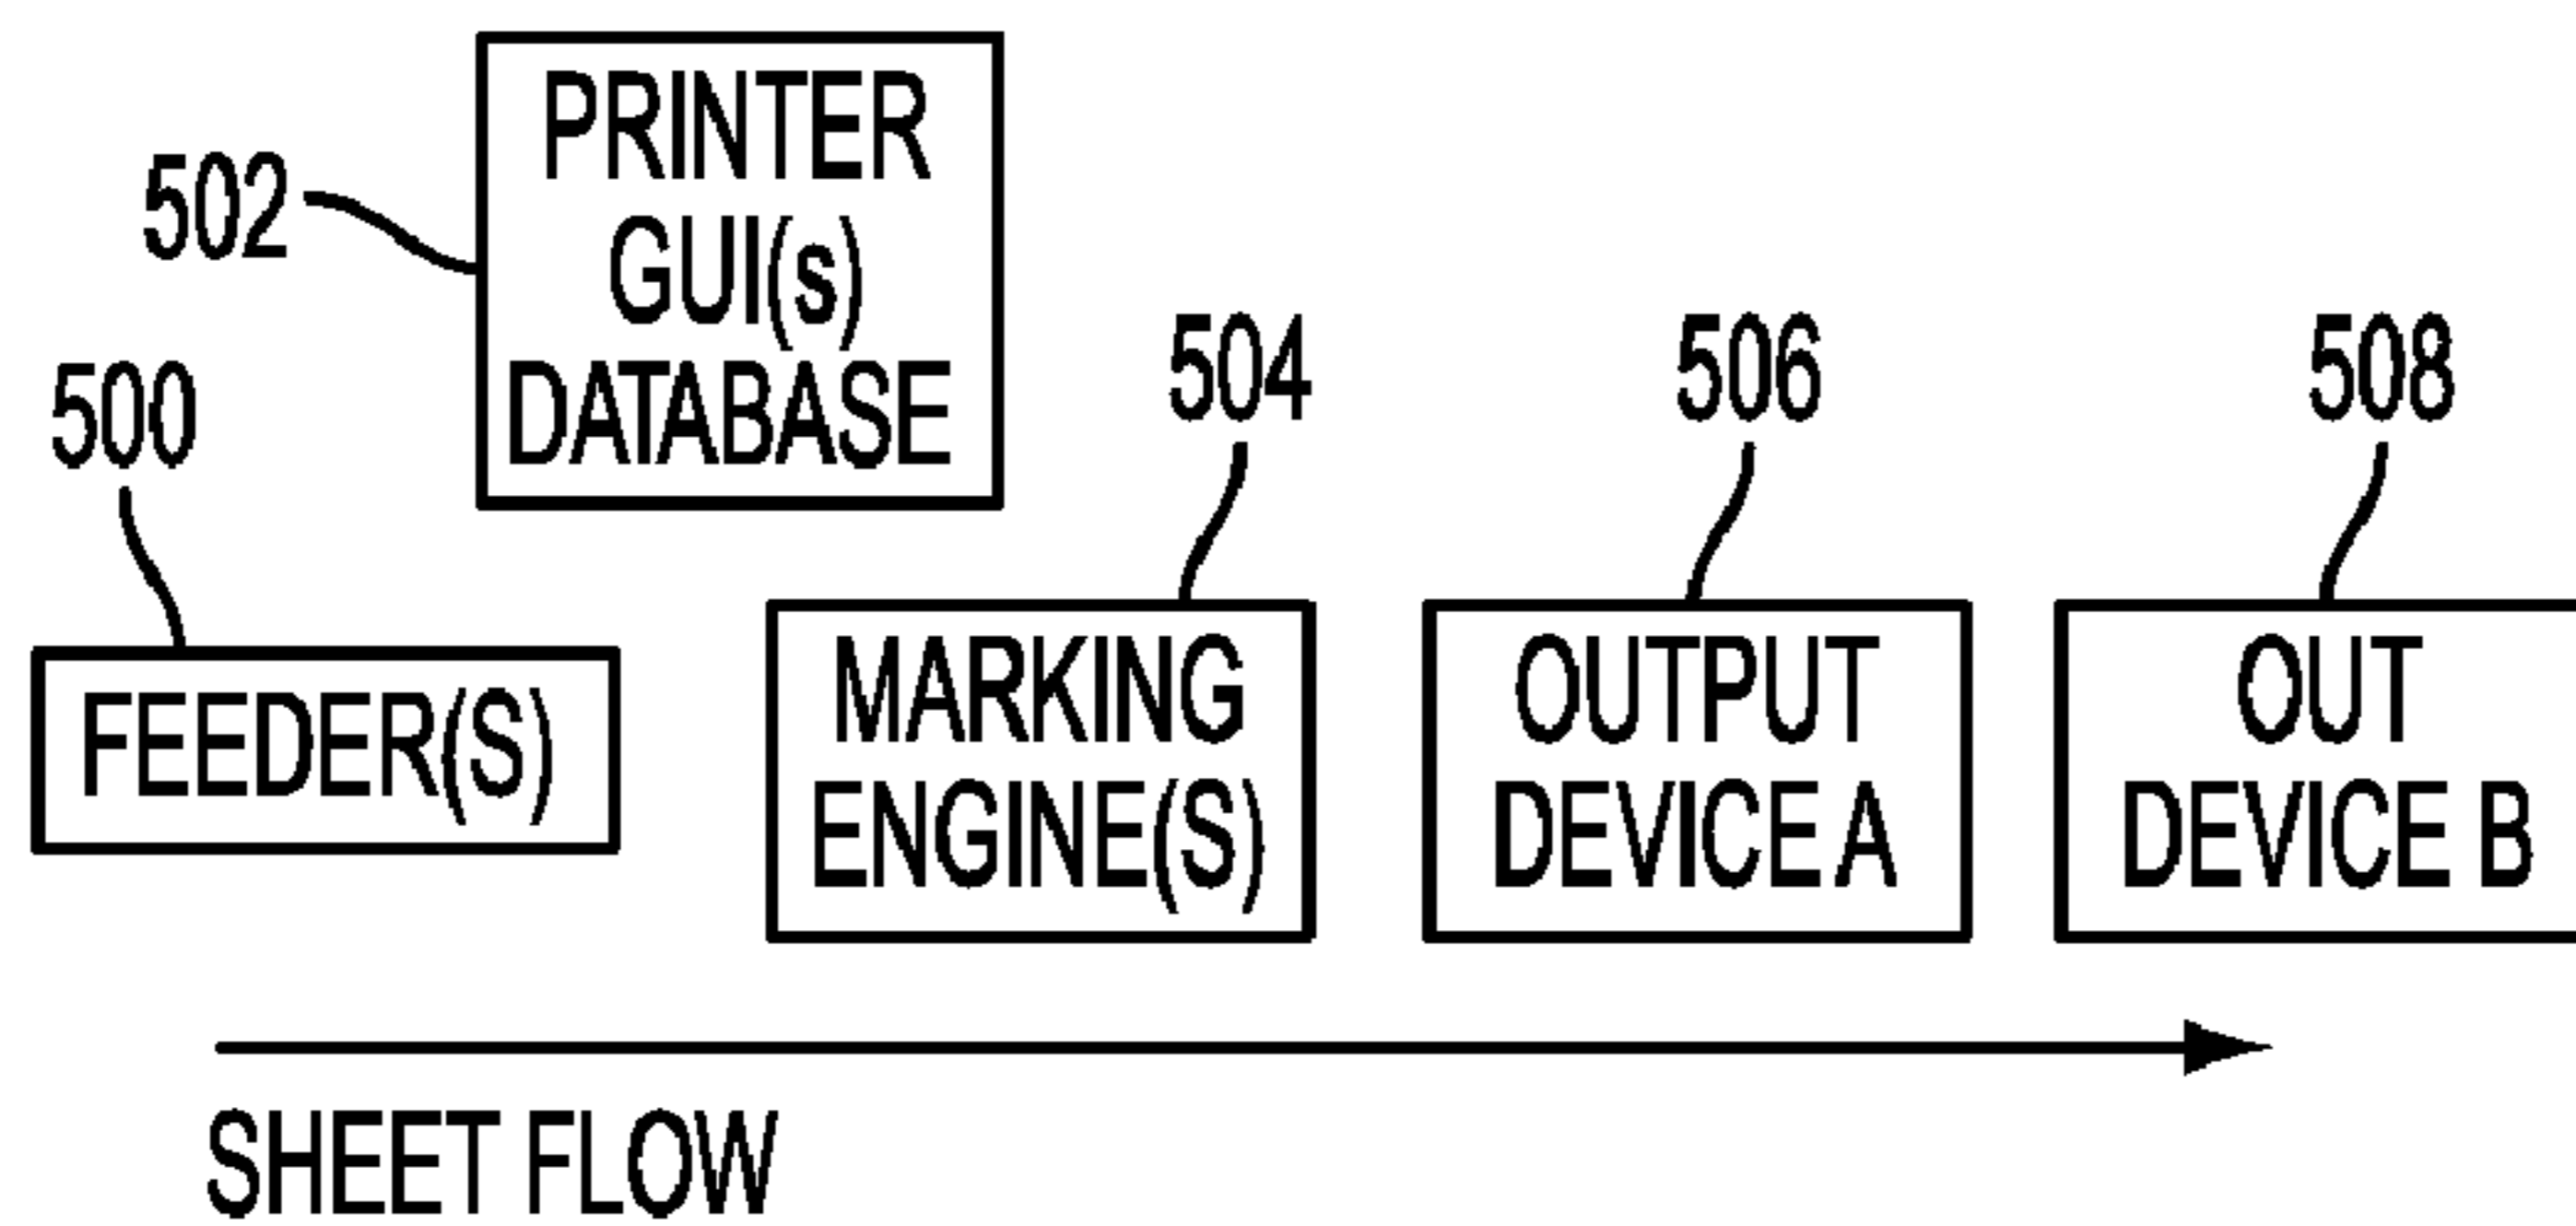 PRINTER
GUI(s)
DATABASE
502
500
504
506
508
FEEDER(S)
MARKING
ENGINE(S)
OUTPUT
DEVICE A
OUT
DEVICE B
SHEET FLOW